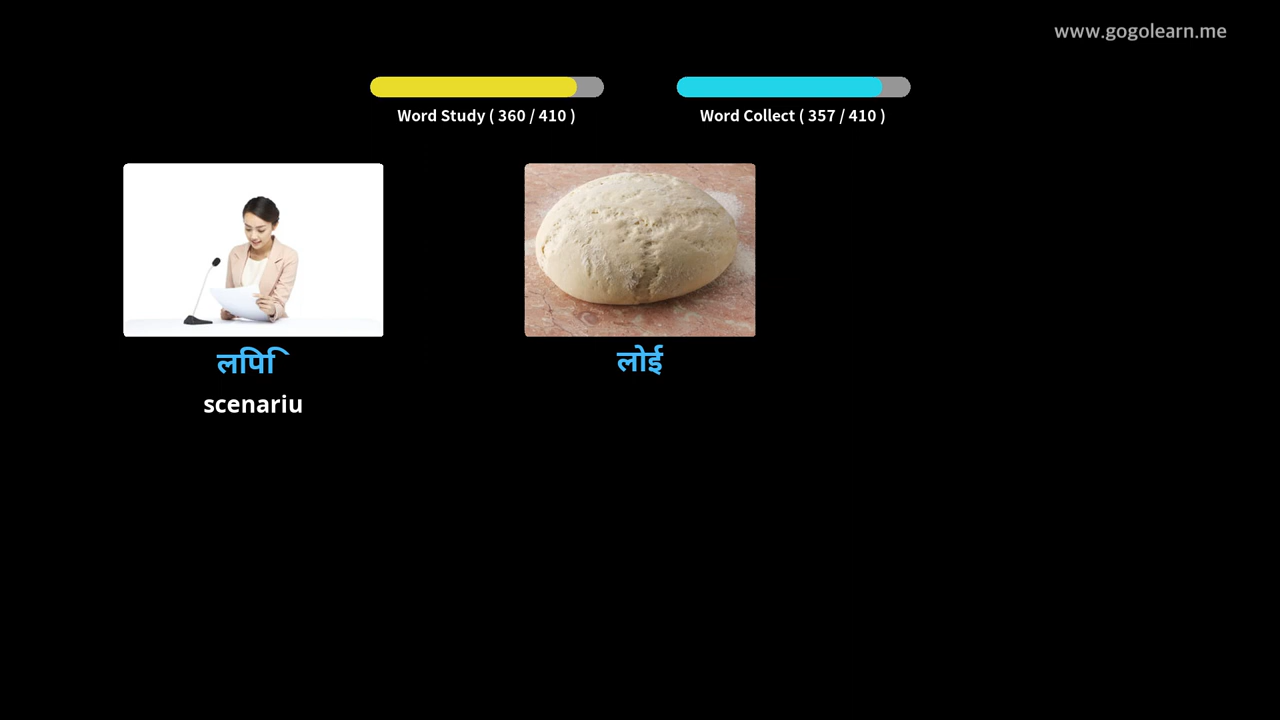 www.gogolearn.me
Word Study ( 360 / 410 )
Word Collect ( 357 / 410 )
लिपि
लोई
scenariu